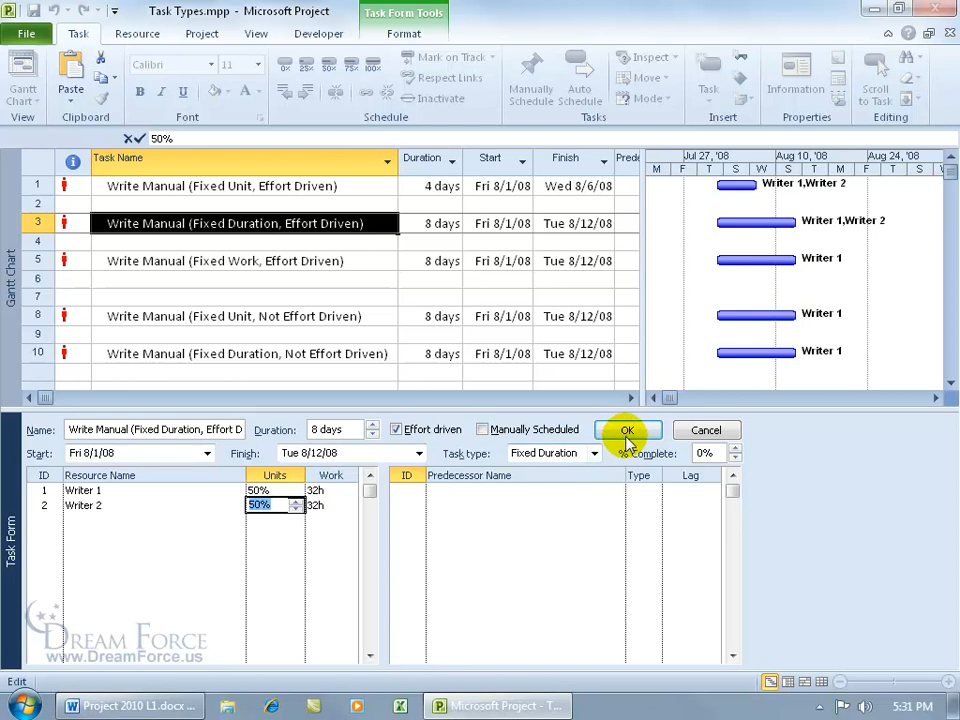 Task Types.mpp - Microsoft Project
Task Form Tools
File
Task
Resource
Project
View
Developer
Format
Gantt Chart
Paste
Clipboard
Calibri
11
B I U
Font
0% 25% 50% 75% 100%
Mark on Track
Respect Links
Inactivate
Schedule
Manually Schedule
Auto Schedule
Inspect
Move
Mode
Tasks
Task
Insert
Information
Properties
Scroll to Task
Editing
50%
Task Name Duration Start Finish Prede
Jul 27, '08 Aug 10, '08 Aug 24, '08
M F T S W S T M F T S
1 Write Manual (Fixed Unit, Effort Driven) 4 days Fri 8/1/08 Wed 8/6/08 Writer 1,Writer 2
2
3 Write Manual (Fixed Duration, Effort Driven) 8 days Fri 8/1/08 Tue 8/12/08 Writer 1,Writer 2
4
5 Write Manual (Fixed Work, Effort Driven) 8 days Fri 8/1/08 Tue 8/12/08 Writer 1
6
7
8 Write Manual (Fixed Unit, Not Effort Driven) 8 days Fri 8/1/08 Tue 8/12/08 Writer 1
9
10 Write Manual (Fixed Duration, Not Effort Driven) 8 days Fri 8/1/08 Tue 8/12/08 Writer 1
Gantt Chart
Name: Write Manual (Fixed Duration, Effort D Duration: 8 days Effort driven Manually Scheduled OK Cancel
Start: Fri 8/1/08 Finish: Tue 8/12/08 Task type: Fixed Duration % Complete: 0%
ID Resource Name Units Work ID Predecessor Name Type Lag
1 Writer 1 50% 32h
2 Writer 2 50% 32h
Task Form
DREAM FORCE
www.DreamForce.us
Edit
Project 2010 L1.docx
Microsoft Project - T...
5:31 PM